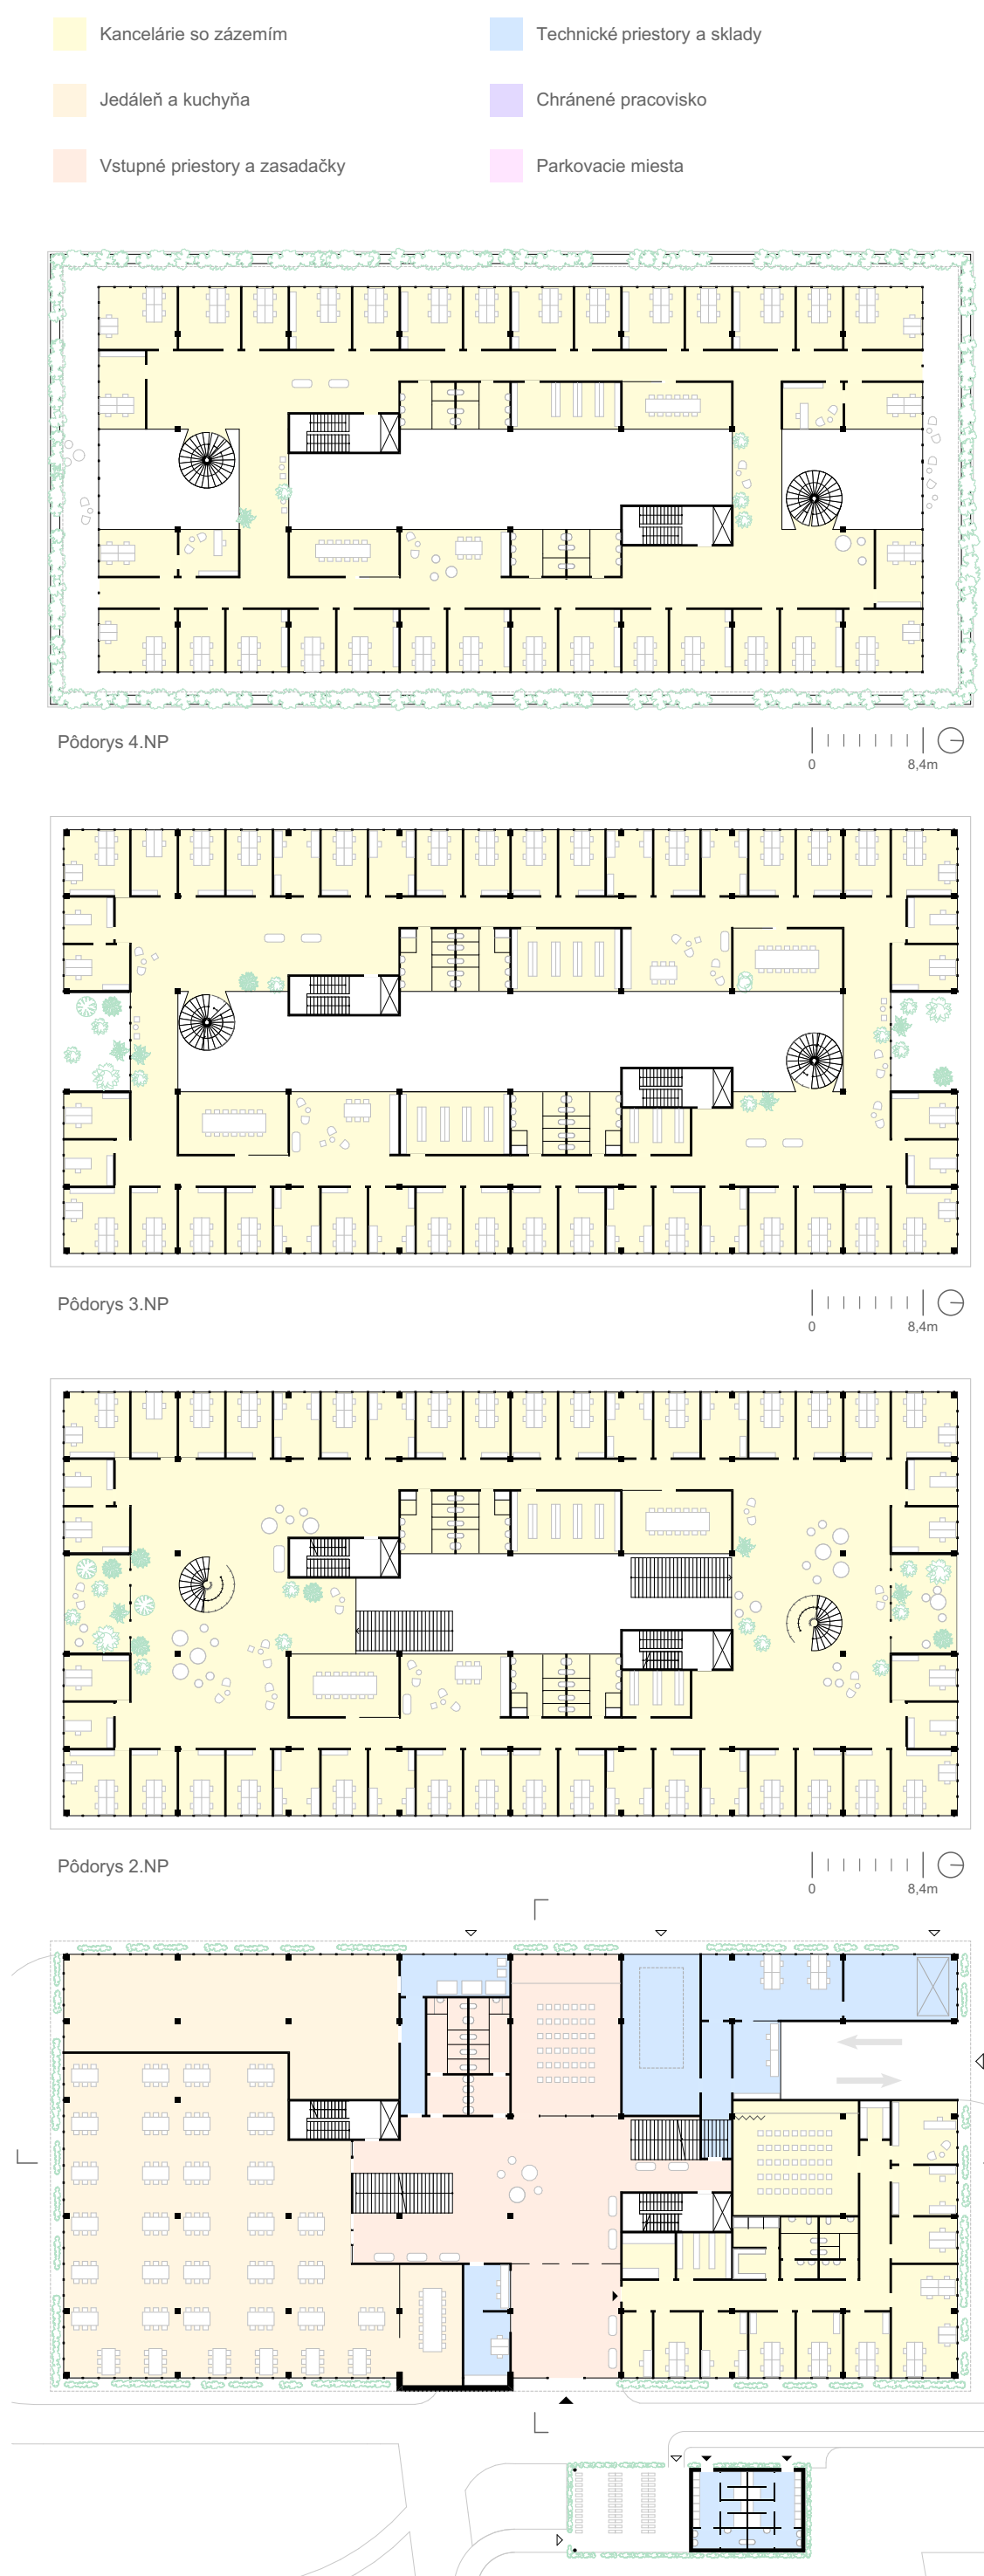 Kancelárie so zázemím
Technické priestory a sklady
Jedáleň a kuchyňa
Chránené pracovisko
Vstupné priestory a zasadačky
Parkovacie miesta
Pôdorys 4.NP
0 8,4m
Pôdorys 3.NP
0 8,4m
Pôdorys 2.NP
0 8,4m